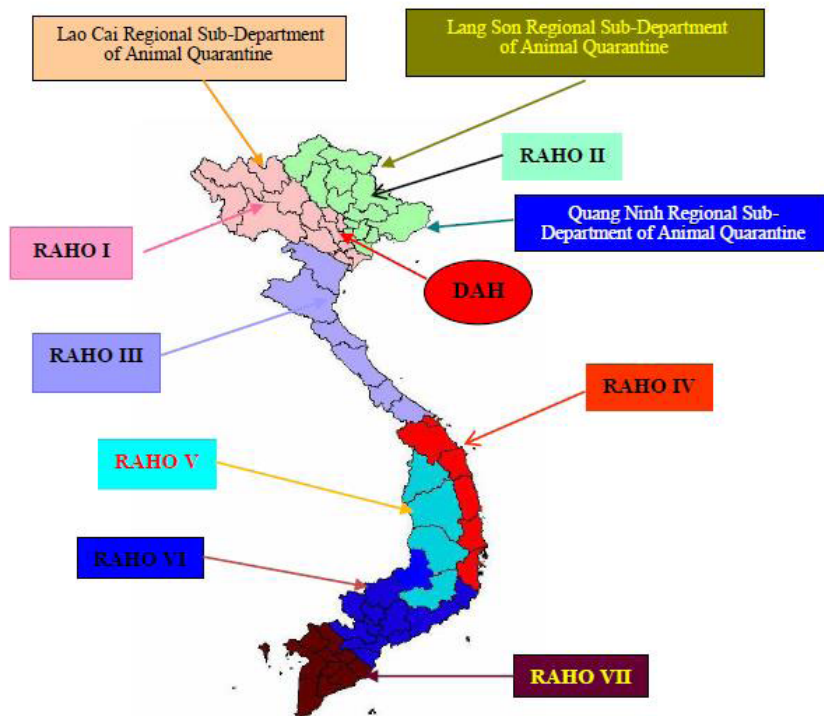 Lao Cai Regional Sub-Department
of Animal Quarantine
Lang Son Regional Sub-Department
of Animal Quarantine
RAHO II
Quang Ninh Regional Sub-
Department of Animal Quarantine
RAHO I
DAH
RAHO III
RAHO IV
RAHO V
RAHO VI
RAHO VII